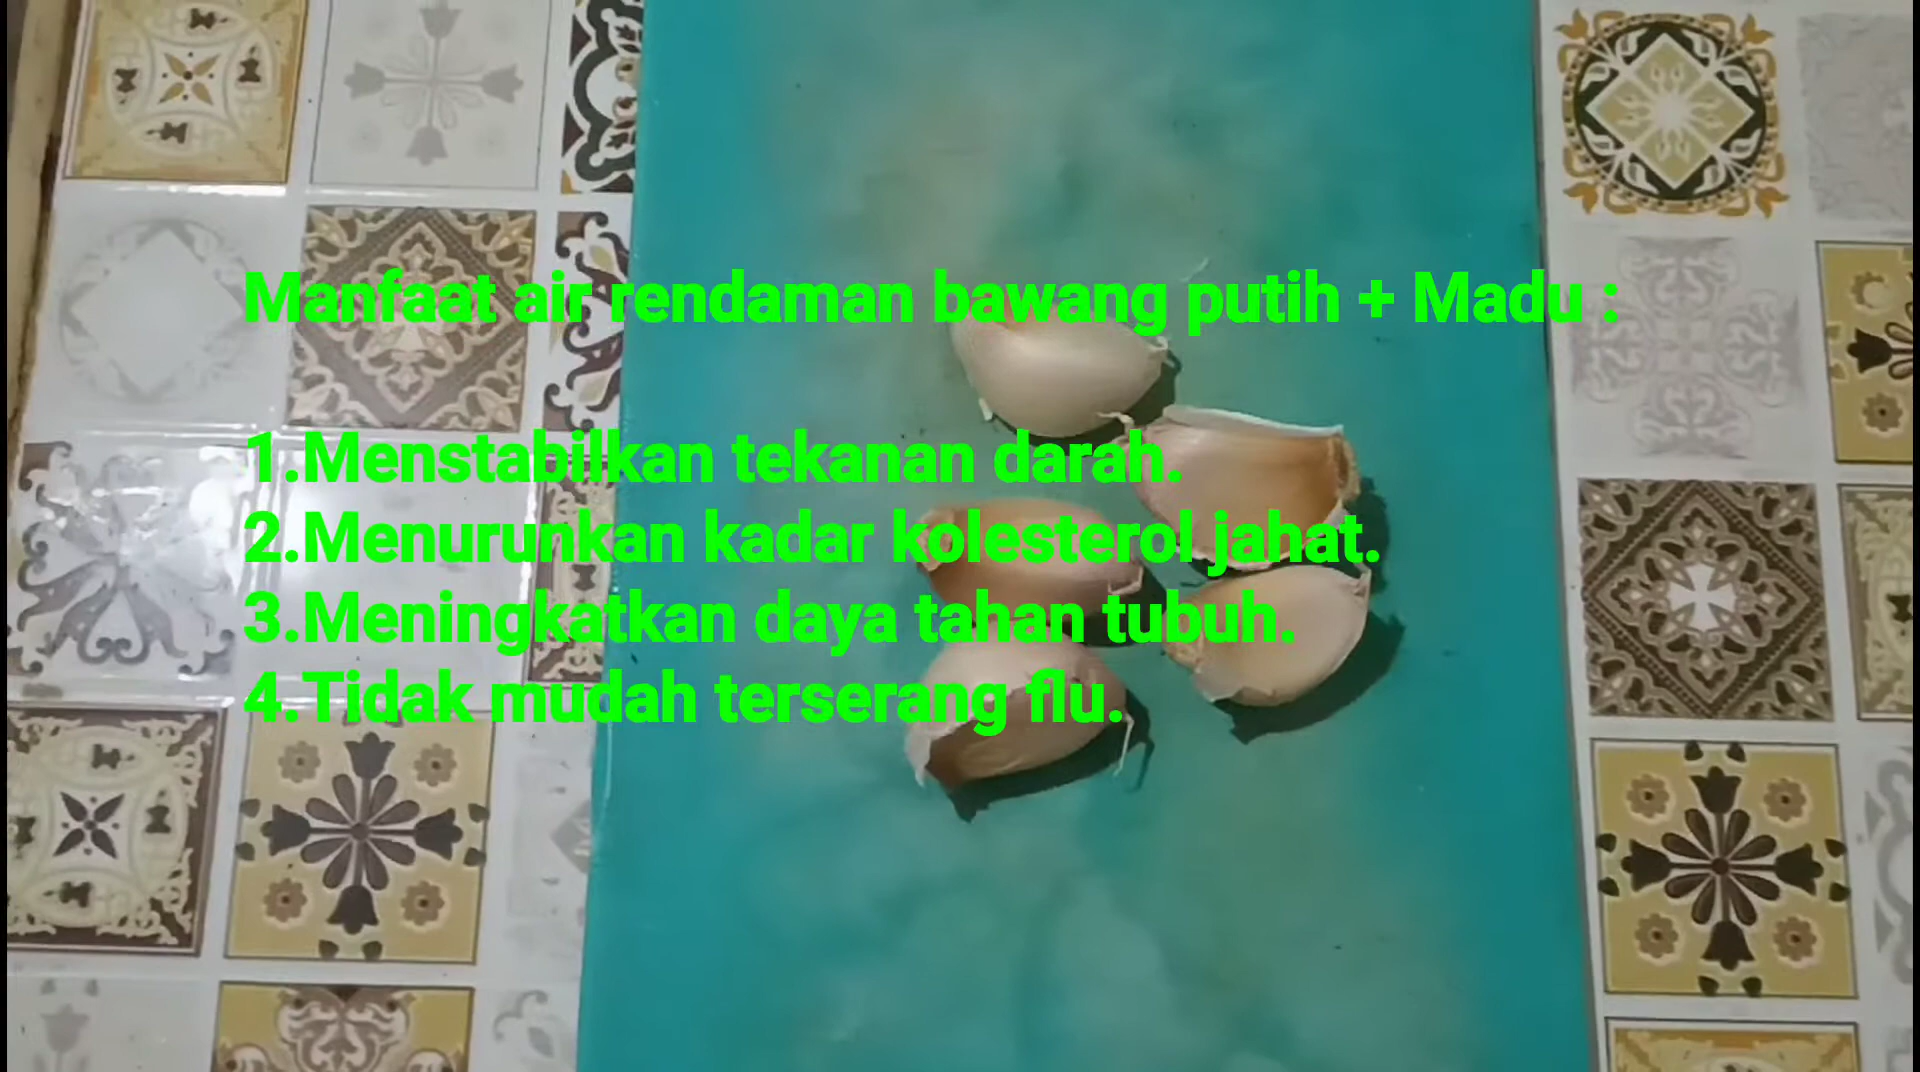 Manfaat air rendaman bawang putih + Madu :
1.Menstabilkan tekanan darah.
2.Menurunkan kadar kolesterol jahat.
3.Meningkatkan daya tahan tubuh.
4.Tidak mudah terserang flu.